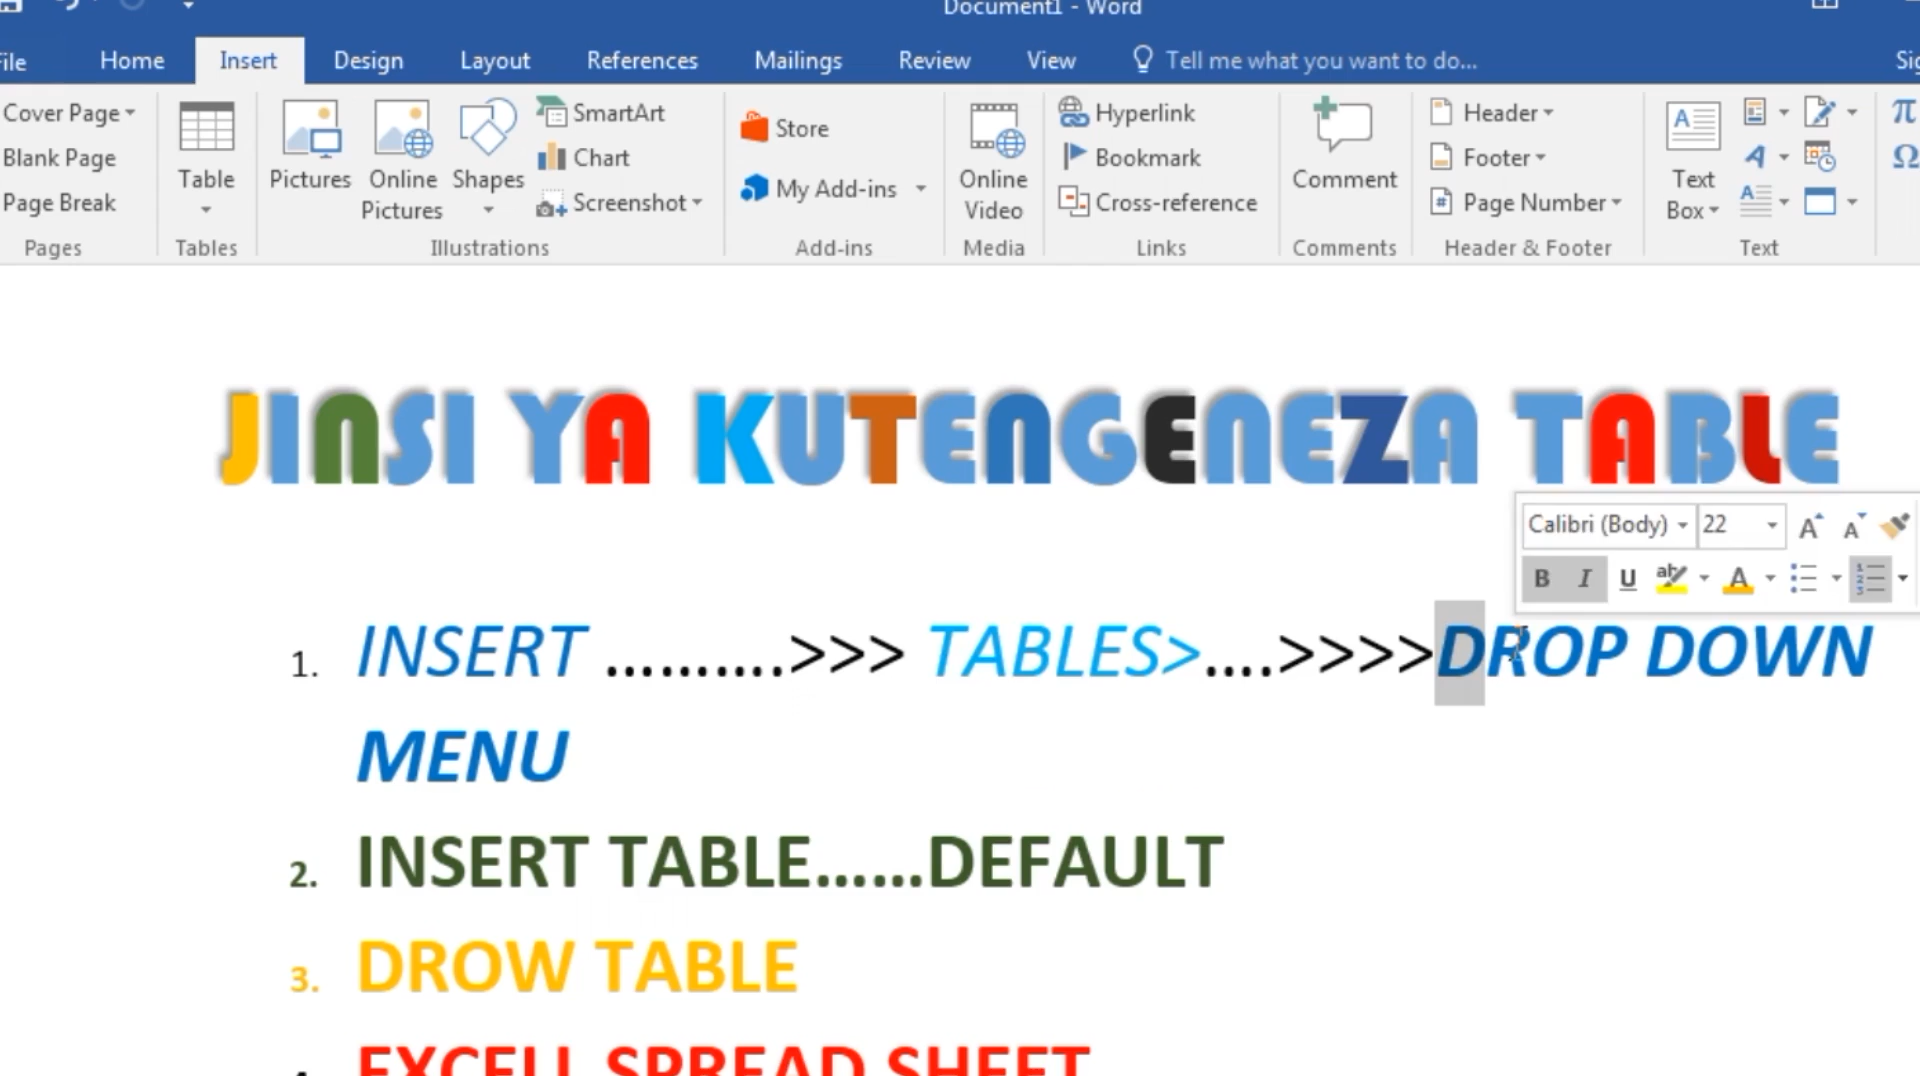 Document1 - Word
File Home Insert Design Layout References Mailings Review View Tell me what you want to do...
Cover Page
Blank Page
Page Break
Pages
Table
Tables
Pictures
Online
Pictures
Shapes
SmartArt
Chart
Screenshot
Illustrations
Store
My Add-ins
Add-ins
Online
Video
Media
Hyperlink
Bookmark
Cross-reference
Links
Comment
Comments
Header
Footer
Page Number
Header & Footer
Text
Box
Text
π
Ω
JINSI YA KUTENGENEZA TABLE
Calibri (Body) 22
B I U
1. INSERT ..........>>> TABLES>....>>>>DROP DOWN
MENU
2. INSERT TABLE......DEFAULT
3. DROW TABLE
EXCELL SPREAD SHEET